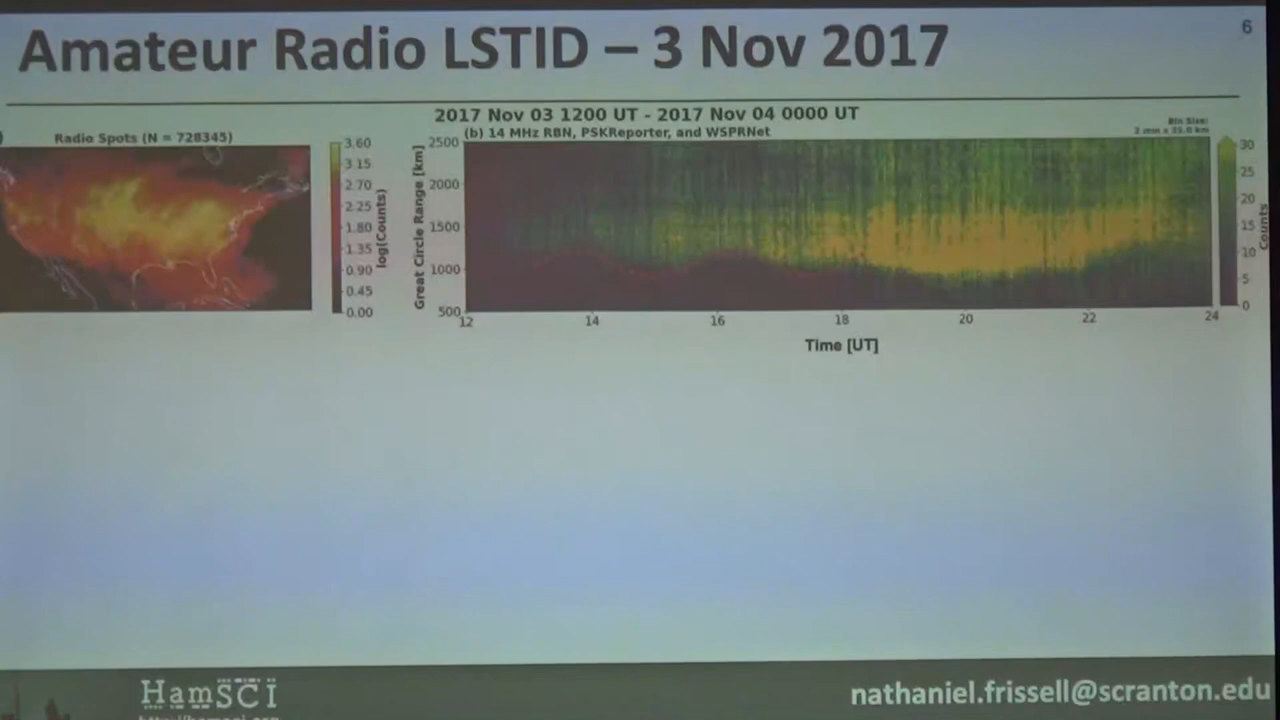 6
Amateur Radio LSTID – 3 Nov 2017
2017 Nov 03 1200 UT - 2017 Nov 04 0000 UT
Radio Spots (N = 728345)
3.60
3.15
2.70
2.25
1.80
1.35
0.90
0.45
0.00
log(Counts)
(b) 14 MHz RBN, PSKReporter, and WSPRNet
Bin Size:
Great Circle Range [km]
2500
2000
1500
1000
500
12
14
16
18
20
22
24
Time [UT]
30
25
20
15
10
5
0
Counts
HamSCI
nathaniel.frissell@scranton.edu